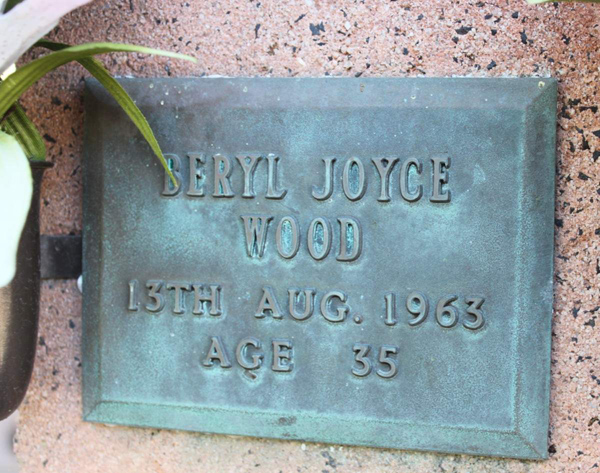 BERYL JOYCE
WOOD
13TH AUG. 1963
AGE 35